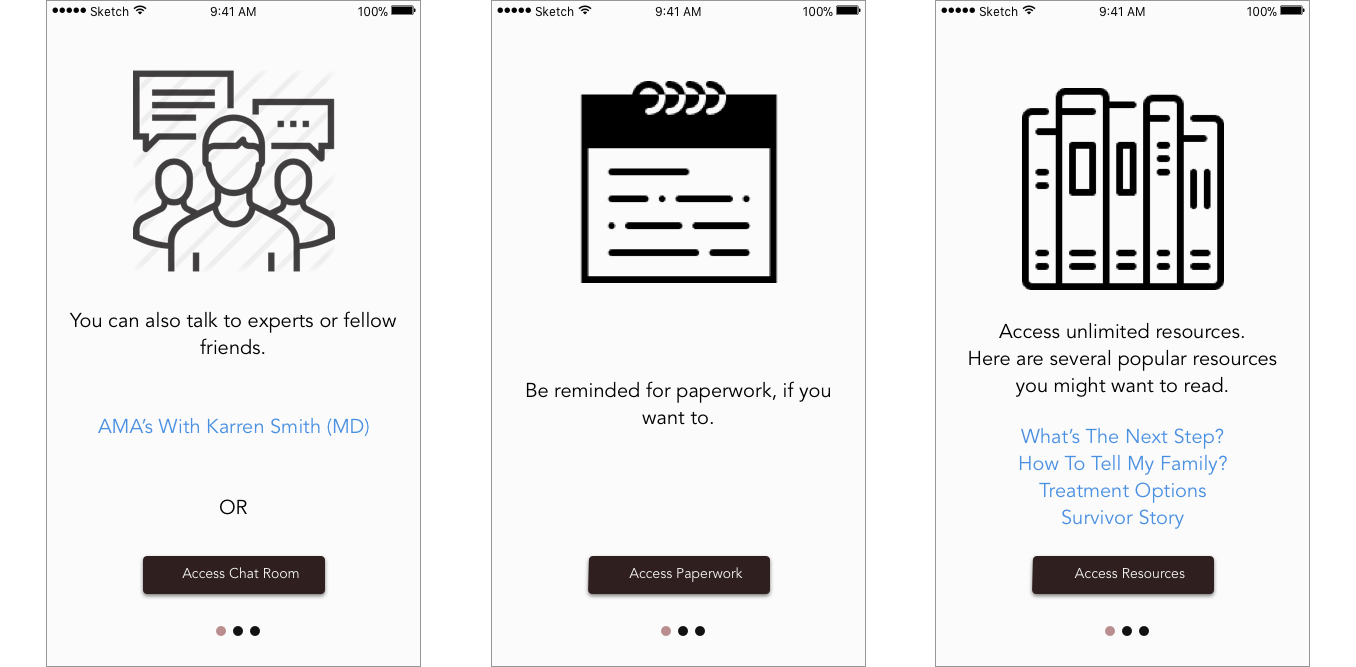 Sketch 9:41 AM 100%
You can also talk to experts or fellow
friends.
AMA’s With Karren Smith (MD)
OR
Access Chat Room
Sketch 9:41 AM 100%
Be reminded for paperwork, if you
want to.
Access Paperwork
Sketch 9:41 AM 100%
Access unlimited resources.
Here are several popular resources
you might want to read.
What’s The Next Step?
How To Tell My Family?
Treatment Options
Survivor Story
Access Resources